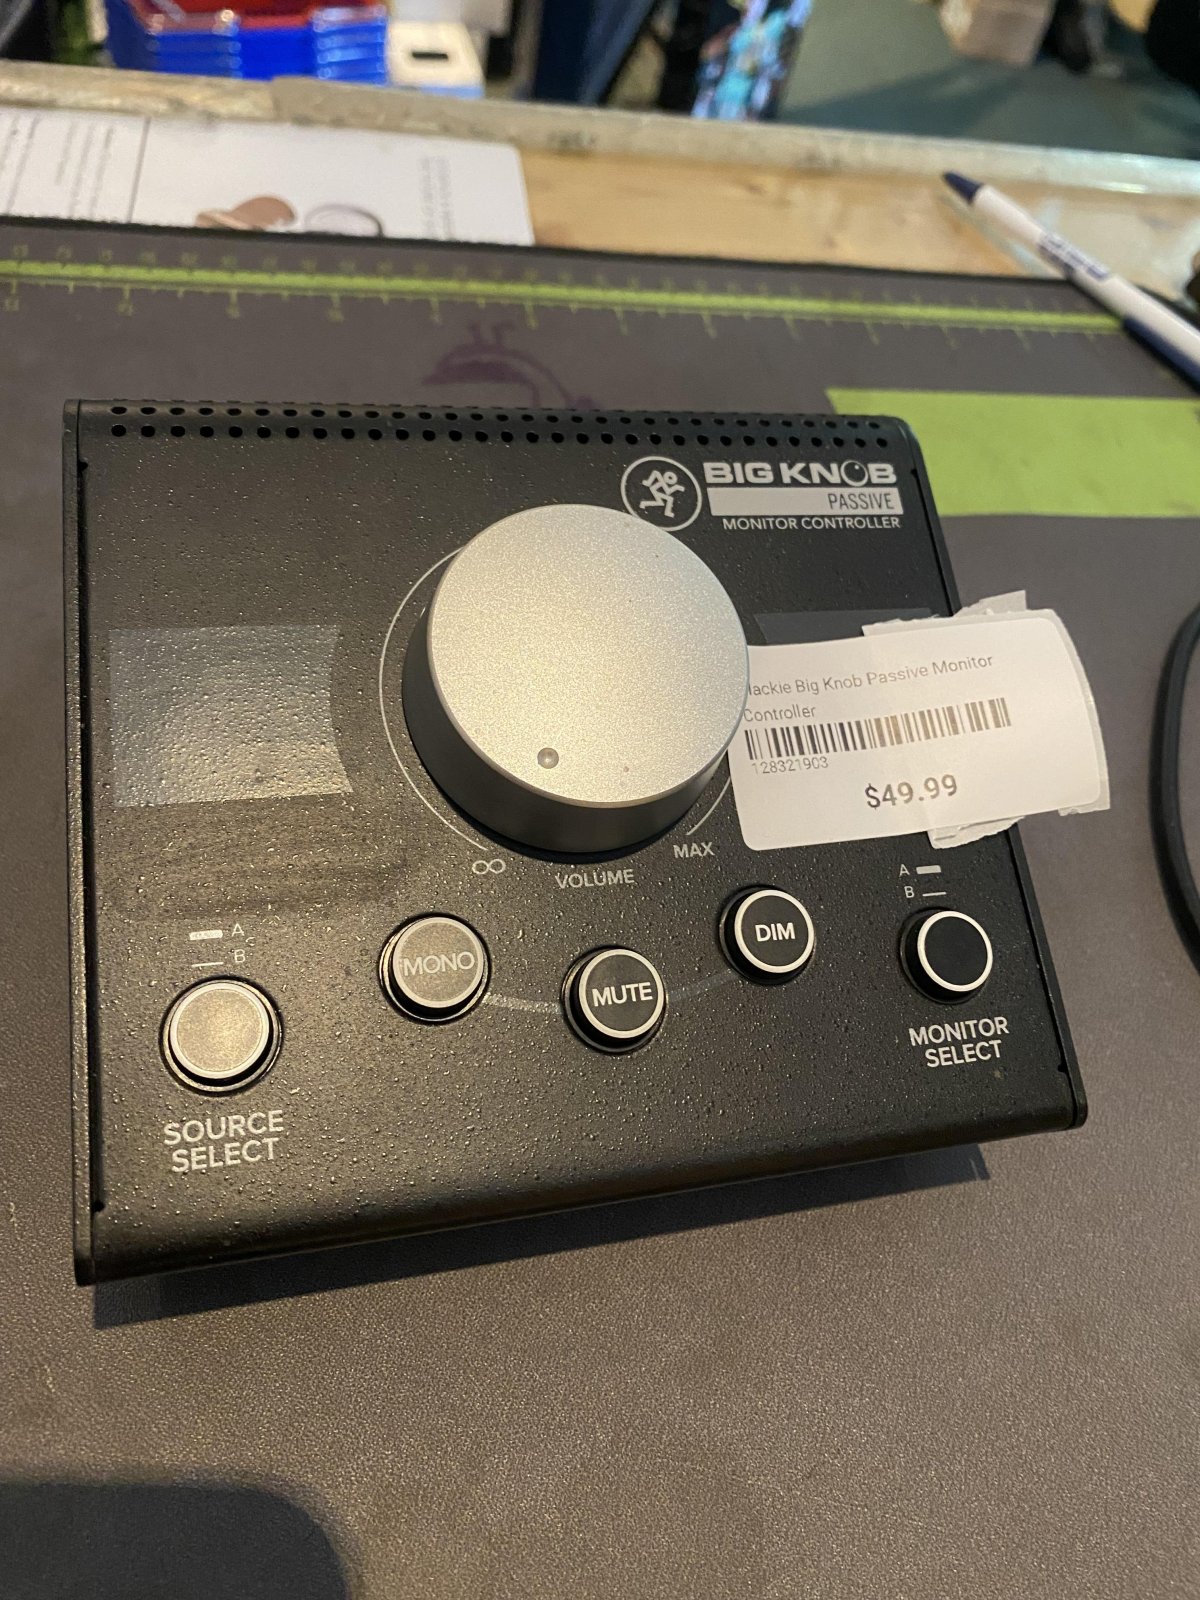 BIG KNOB
PASSIVE
MONITOR CONTROLLER
Mackie Big Knob Passive Monitor
Controller
128321903
$49.99
∞
VOLUME
MAX
A
B
A
B
MONO
MUTE
DIM
SOURCE
SELECT
MONITOR
SELECT